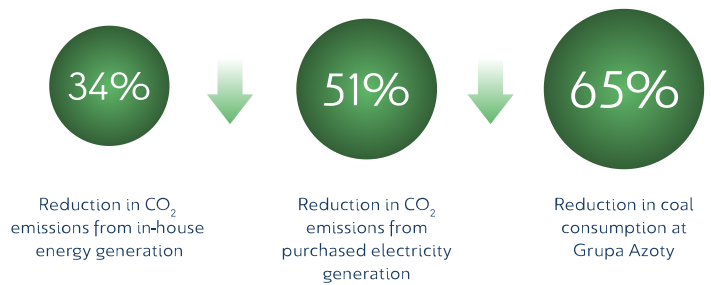 34%
51%
65%
Reduction in CO₂
emissions from in-house
energy generation
Reduction in CO₂
emissions from
purchased electricity
generation
Reduction in coal
consumption at
Grupa Azoty